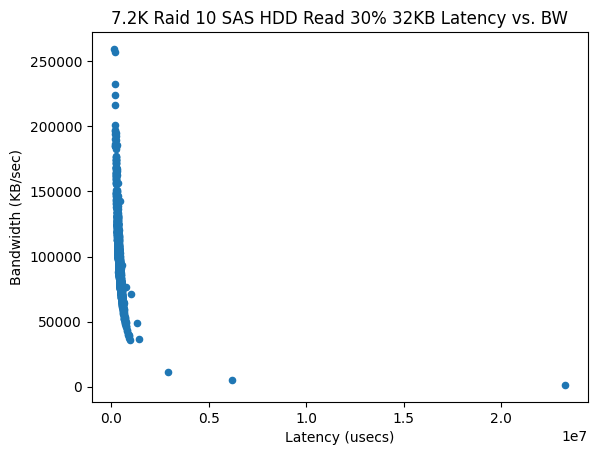 7.2K Raid 10 SAS HDD Read 30% 32KB Latency vs. BW
250000
200000
150000
100000
50000
0
Bandwidth (KB/sec)
0.0 0.5 1.0 1.5 2.0
1e7
Latency (usecs)